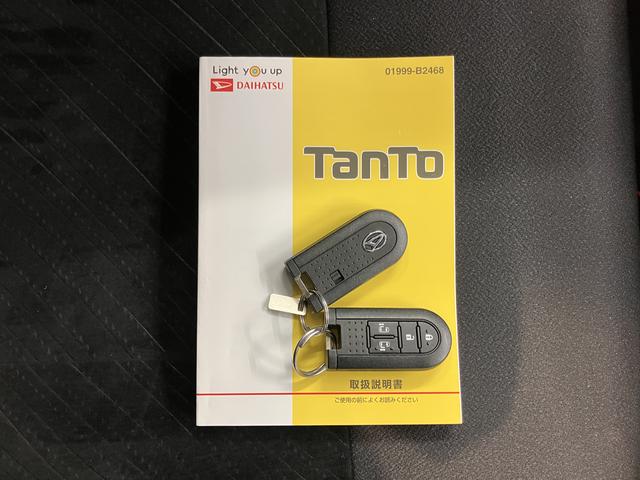 Light you up
DAIHATSU
01999-B2468
TanTo
取扱説明書
ご使用の前によくお読みください